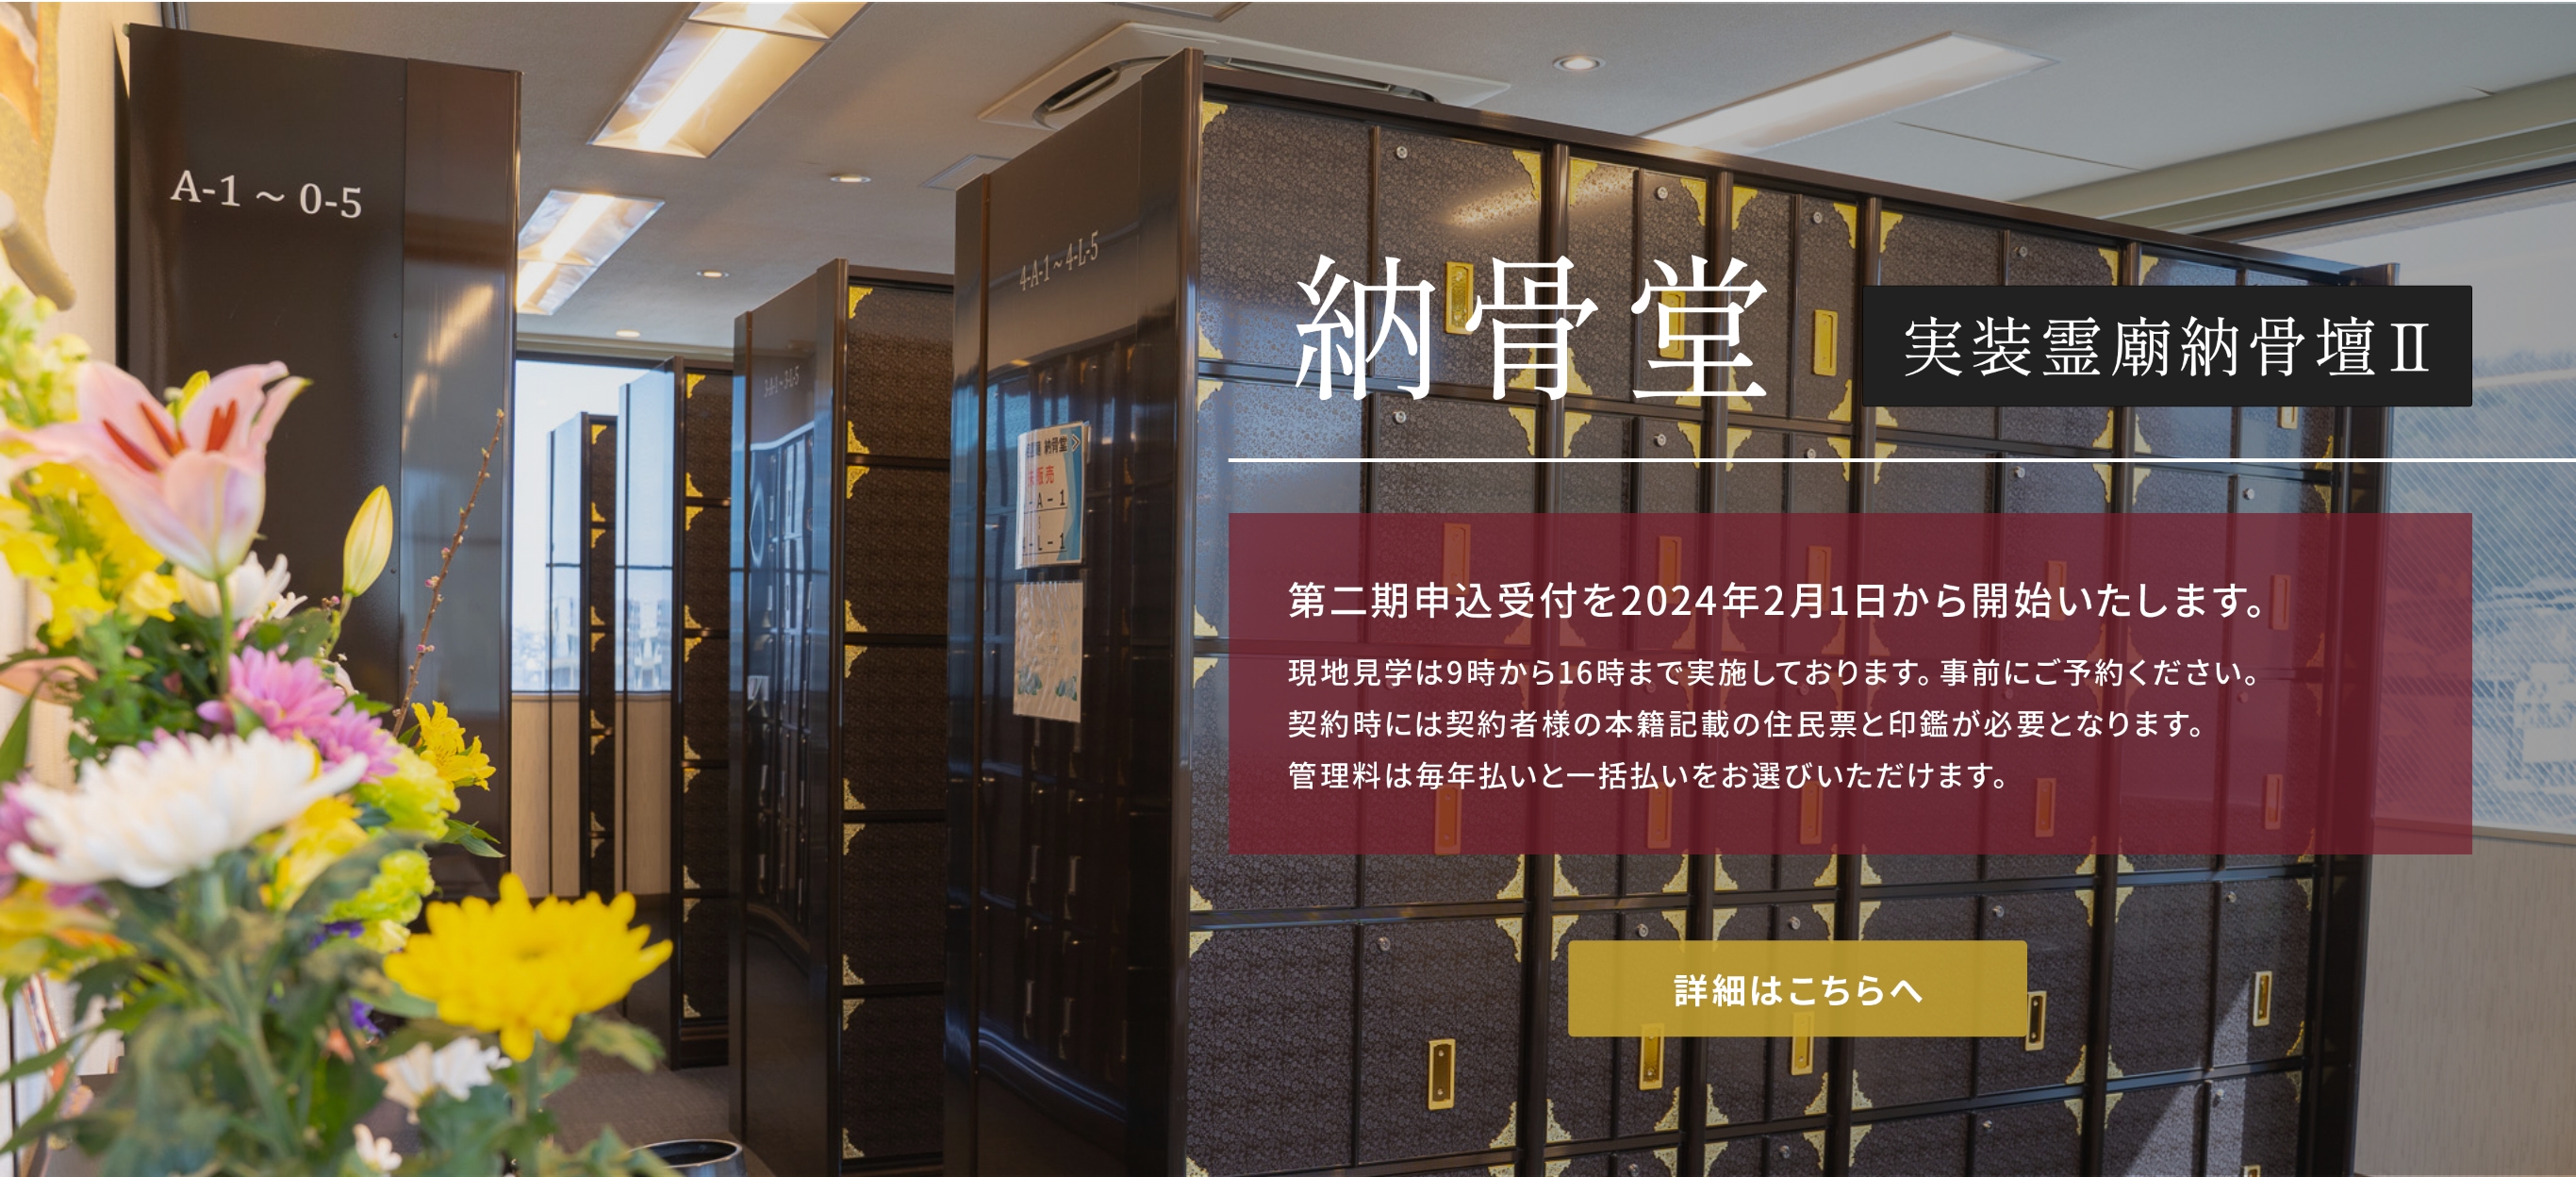 A-1～0-5
4-A-1～4-L-5
納骨堂
実装霊廟納骨壇Ⅱ
納骨堂
販売
A-1
L-1
第二期申込受付を2024年2月1日から開始いたします。
現地見学は9時から16時まで実施しております。事前にご予約ください。
契約時には契約者様の本籍記載の住民票と印鑑が必要となります。
管理料は毎年払いと一括払いをお選びいただけます。
詳細はこちらへ